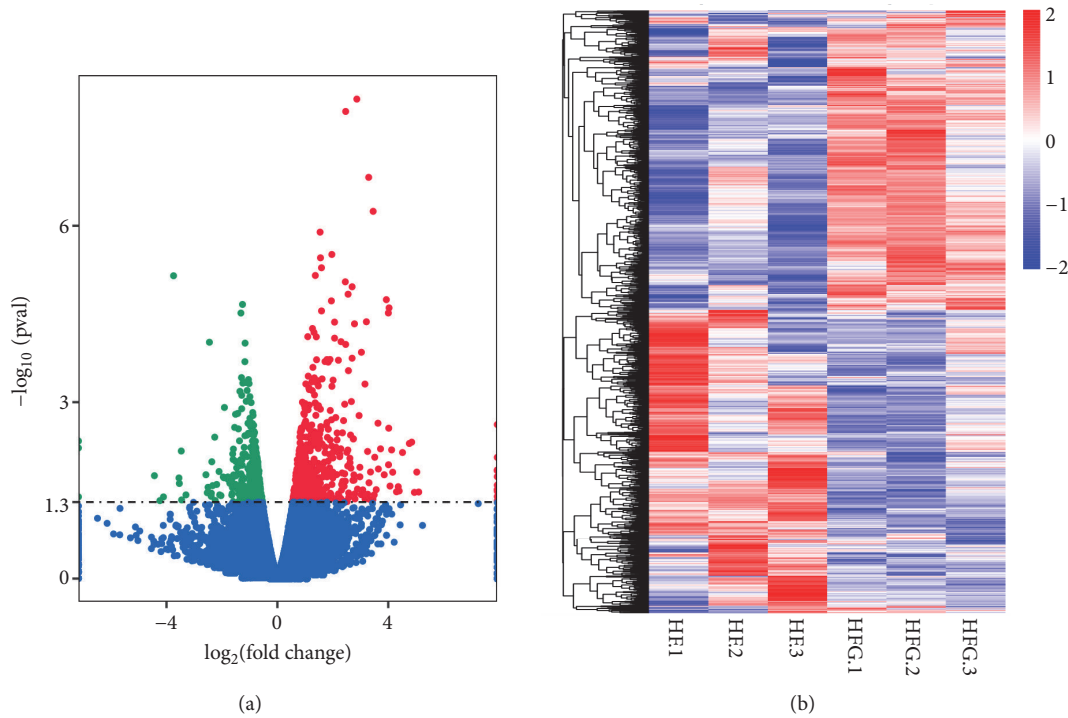 6
3
1.3
0
−log₁₀ (pval)
−4
0
4
log₂(fold change)
(a)
2
1
0
−1
−2
HF.1
HF.2
HF.3
HFG.1
HFG.2
HFG.3
(b)